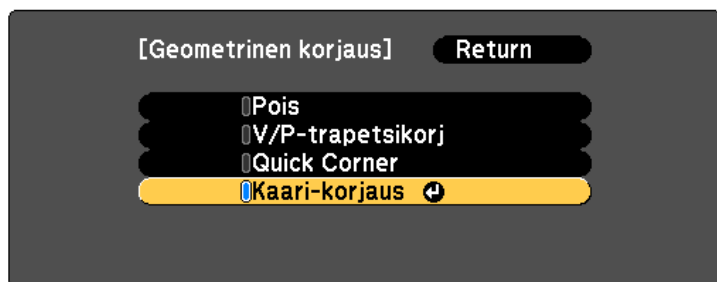 [Geometrinen korjaus] Return
Pois
V/P-trapetsikorj
Quick Corner
Kaari-korjaus